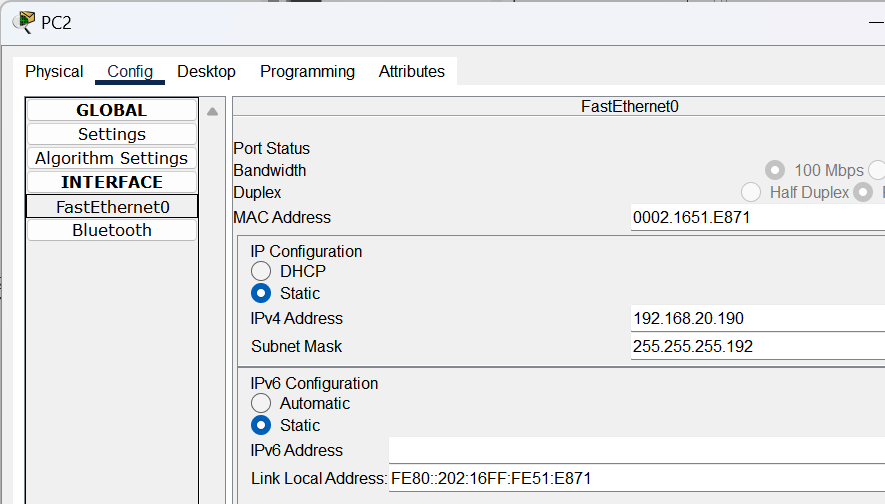 PC2
Physical Config Desktop Programming Attributes
GLOBAL
Settings
Algorithm Settings
INTERFACE
FastEthernet0
Bluetooth
FastEthernet0
Port Status
Bandwidth 100 Mbps
Duplex Half Duplex
MAC Address 0002.1651.E871
IP Configuration
DHCP
Static
IPv4 Address 192.168.20.190
Subnet Mask 255.255.255.192
IPv6 Configuration
Automatic
Static
IPv6 Address
Link Local Address: FE80::202:16FF:FE51:E871